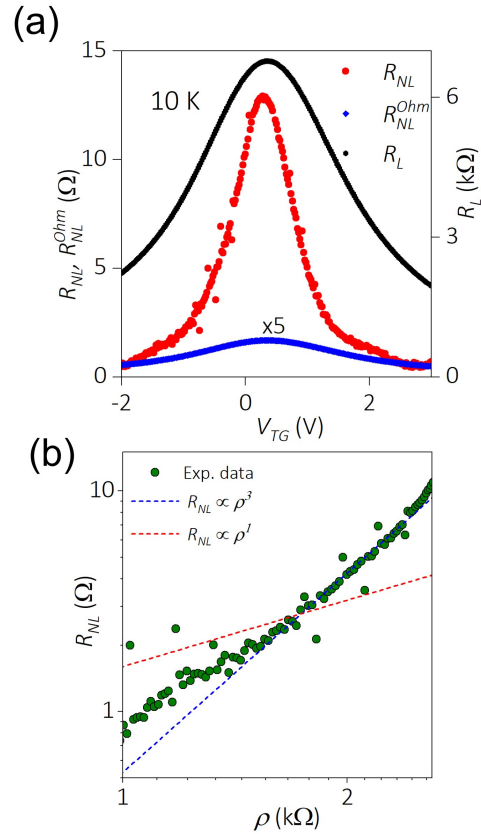 (a)
15
10
5
0
R_NL, R_NL^Ohm (Ω)
10 K
R_NL
R_NL^Ohm
R_L
x5
6
3
0
R_L (kΩ)
-2 0 2
V_TG (V)
(b)
Exp. data
R_NL ∝ ρ^3
R_NL ∝ ρ^1
10
1
R_NL (Ω)
1 2
ρ (kΩ)